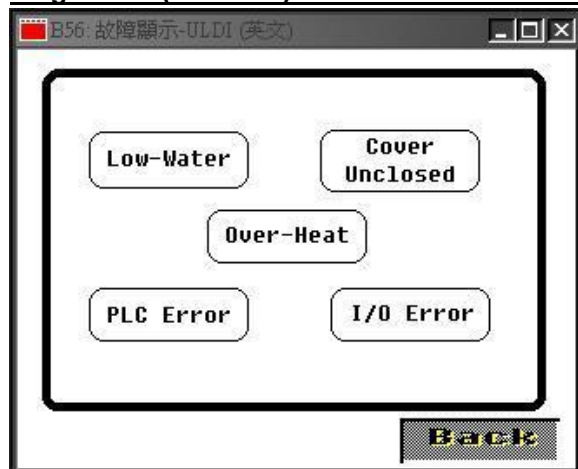 B56: 故障顯示-ULDI (英文)
Low-Water
Cover
Unclosed
Over-Heat
PLC Error
I/O Error
Back